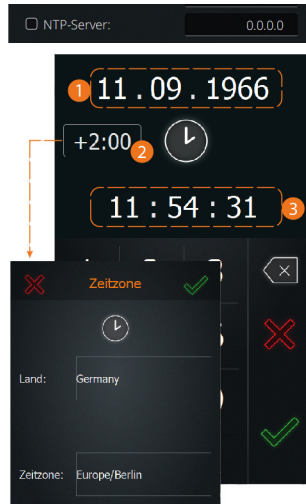 NTP-Server: 0.0.0.0
1 11 . 09 . 1966
+2:00 2
11 : 54 : 31 3
Zeitzone
Land: Germany
Zeitzone: Europe/Berlin